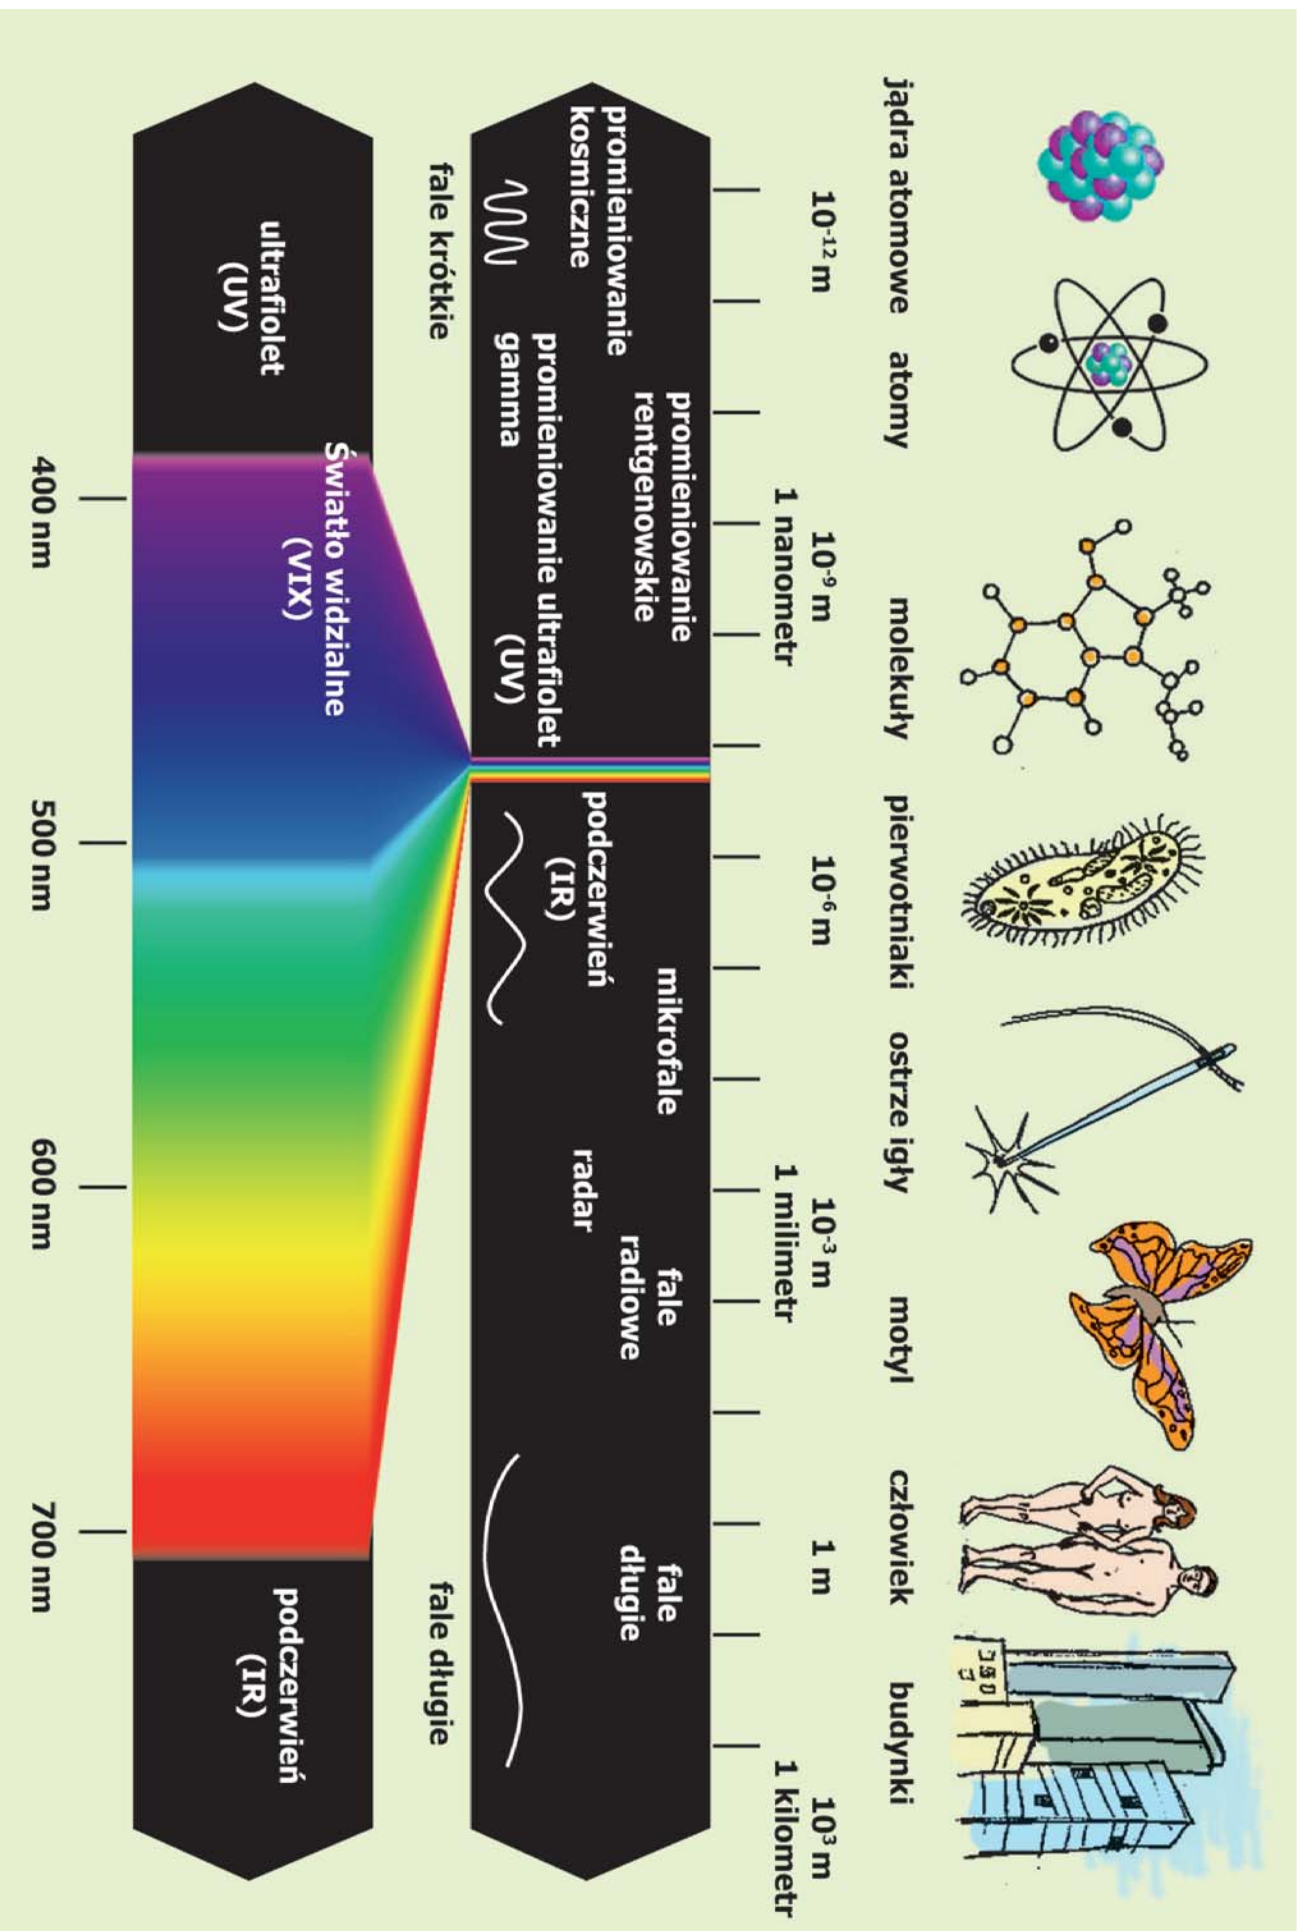 jądra atomowe
atomy
molekuły
pierwotniaki
ostrze igły
motyl
człowiek
budynki
10⁻¹² m
10⁻⁹ m
1 nanometr
10⁻⁶ m
10⁻³ m
1 milimetr
1 m
10³ m
1 kilometr
promieniowanie
kosmiczne
promieniowanie
gamma
promieniowanie
rentgenowskie
ultrafiolet
(UV)
podczerwień
(IR)
mikrofale
radar
fale
radiowe
fale
długie
fale krótkie
fale długie
ultrafiolet
(UV)
Światło widzialne
(VIX)
podczerwień
(IR)
400 nm
500 nm
600 nm
700 nm